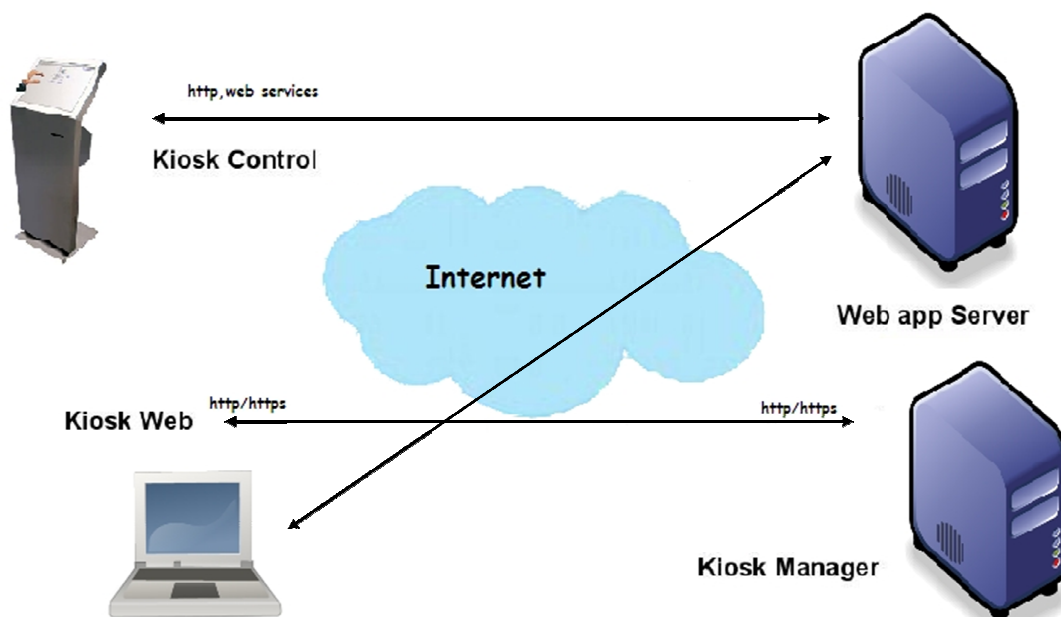 http,web services
Kiosk Control
Internet
Web app Server
http/https
http/https
Kiosk Web
Kiosk Manager